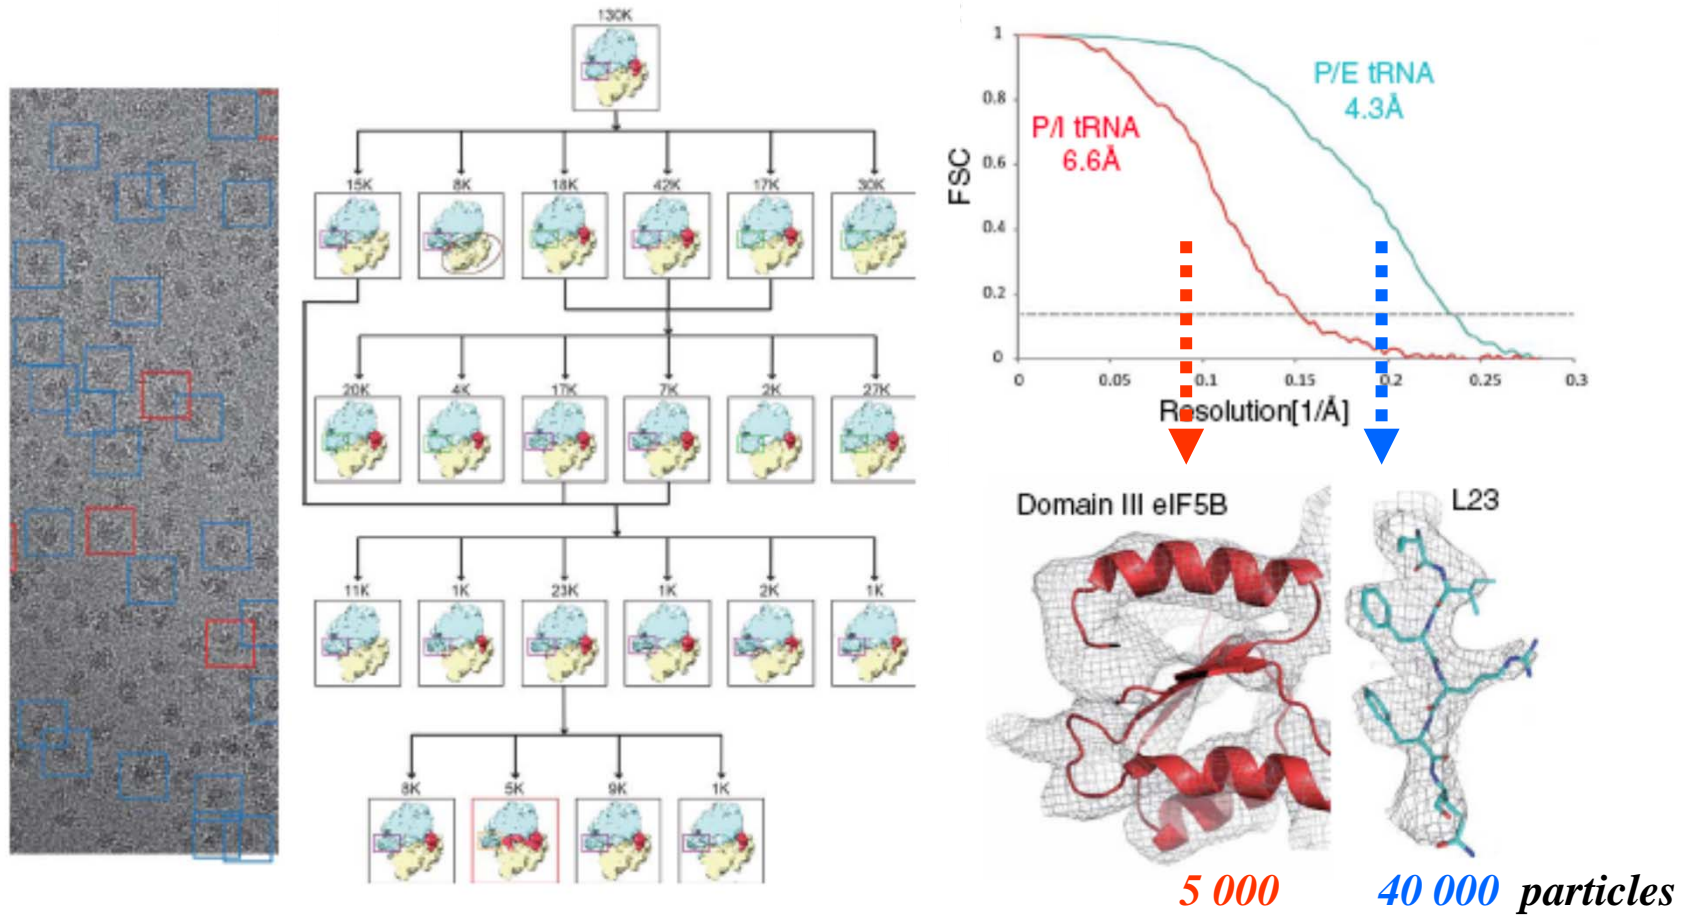 130K
15K 8K 18K 42K 17K 30K
20K 4K 17K 7K 2K 27K
11K 1K 23K 1K 2K 1K
8K 5K 9K 1K
1
0.8
0.6
0.4
0.2
0
FSC
P/I tRNA
6.6Å
P/E tRNA
4.3Å
0 0.05 0.1 0.15 0.2 0.25 0.3
Resolution[1/Å]
Domain III eIF5B
L23
5 000 40 000 particles